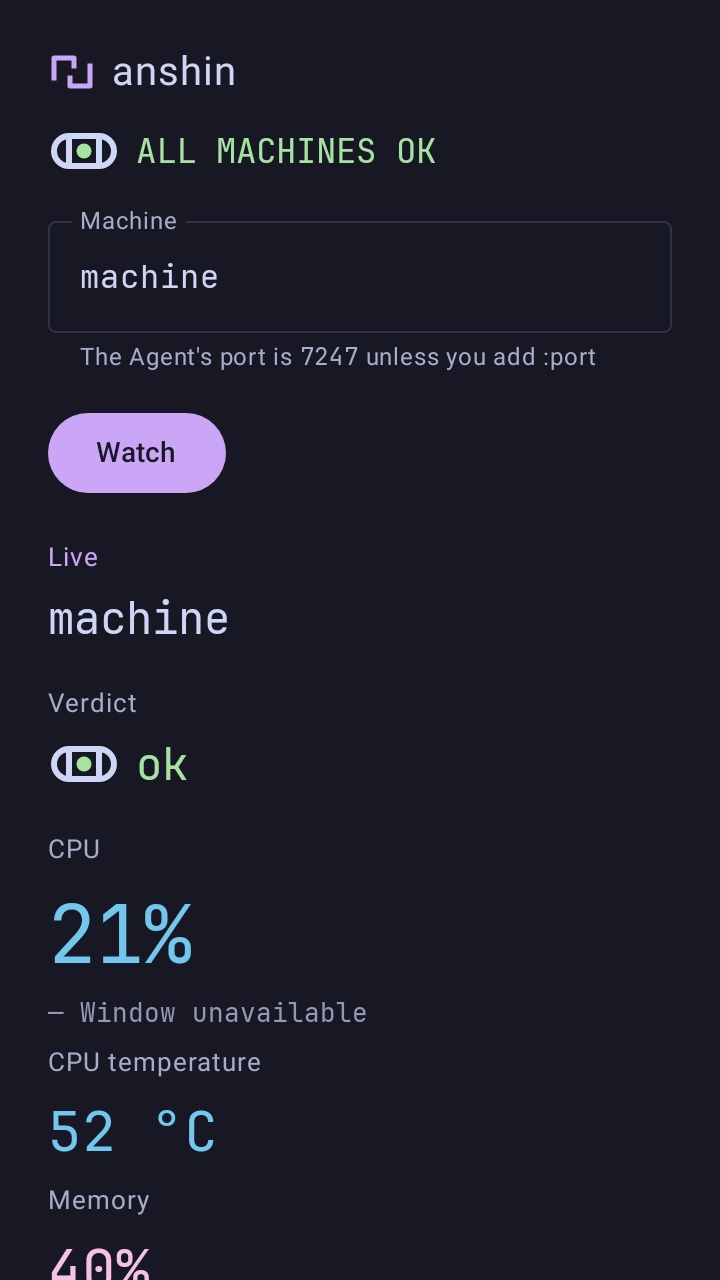 anshin
ALL MACHINES OK
Machine
machine
The Agent's port is 7247 unless you add :port
Watch
Live
machine
Verdict
ok
CPU
21%
— Window unavailable
CPU temperature
52 °C
Memory
40%